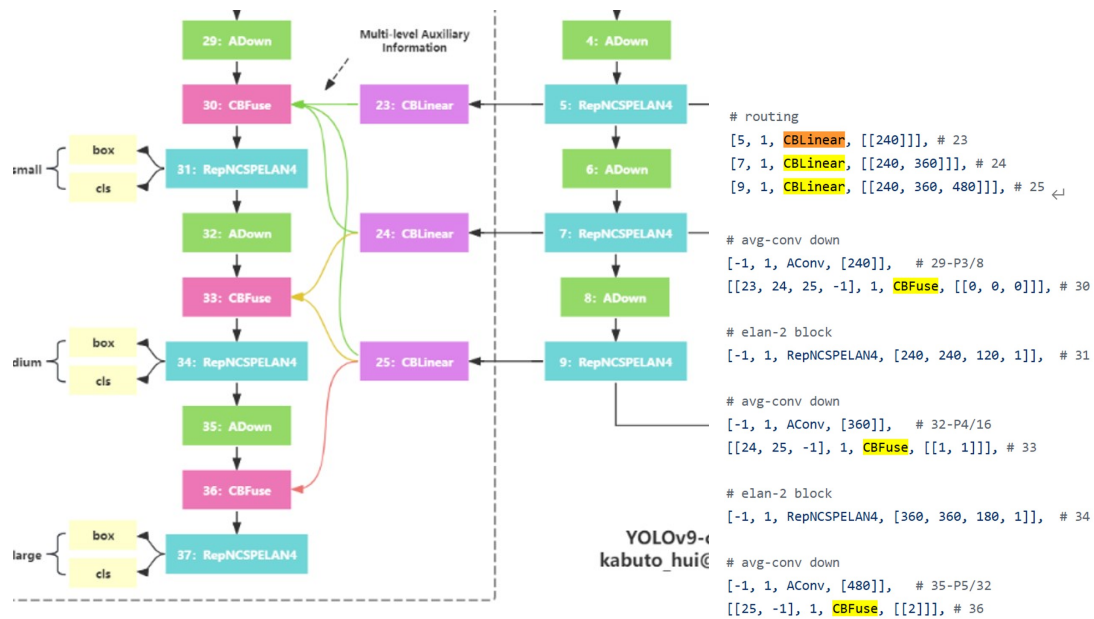 29: ADown
Multi-level Auxiliary
Information
4: ADown
30: CBFuse
23: CBLinear
5: RepNCSPELAN4
box
small
cls
31: RepNCSPELAN4
6: ADown
32: ADown
24: CBLinear
7: RepNCSPELAN4
33: CBFuse
8: ADown
box
dium
cls
34: RepNCSPELAN4
25: CBLinear
9: RepNCSPELAN4
35: ADown
36: CBFuse
box
large
cls
37: RepNCSPELAN4
YOLOv9-c
kabuto_hui@
# routing
[5, 1, CBLinear, [[240]]], # 23
[7, 1, CBLinear, [[240, 360]]], # 24
[9, 1, CBLinear, [[240, 360, 480]]], # 25
# avg-conv down
[-1, 1, AConv, [240]],   # 29-P3/8
[[23, 24, 25, -1], 1, CBFuse, [[0, 0, 0]]], # 30
# elan-2 block
[-1, 1, RepNCSPELAN4, [240, 240, 120, 1]],  # 31
# avg-conv down
[-1, 1, AConv, [360]],   # 32-P4/16
[[24, 25, -1], 1, CBFuse, [[1, 1]]], # 33
# elan-2 block
[-1, 1, RepNCSPELAN4, [360, 360, 180, 1]],  # 34
# avg-conv down
[-1, 1, AConv, [480]],   # 35-P5/32
[[25, -1], 1, CBFuse, [[2]]], # 36